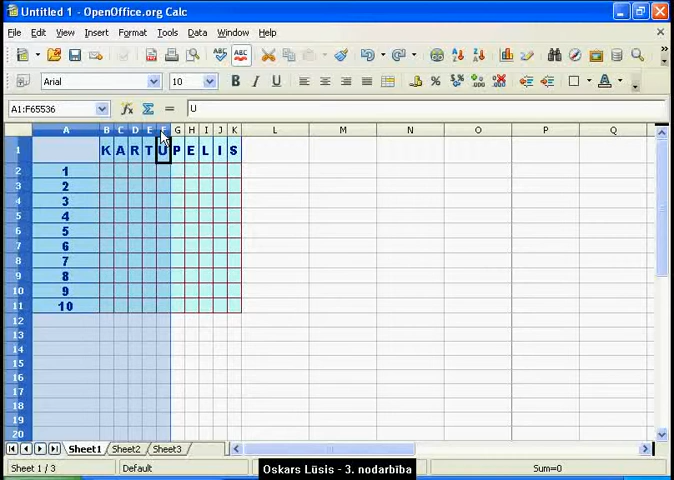 Untitled 1 - OpenOffice.org Calc
File Edit View Insert Format Tools Data Window Help
Arial 10 B I U
A1:F65536 U
A B C D E F G H I J K L M N O P Q
1 K A R T U P E L I S
2 1
3 2
4 3
5 4
6 5
7 6
8 7
9 8
10 9
11 10
12
13
14
15
16
17
18
19
20
Sheet1 Sheet2 Sheet3
Sheet 1 / 3 Default Sum=0
Oskars Lūsis - 3. nodarbība